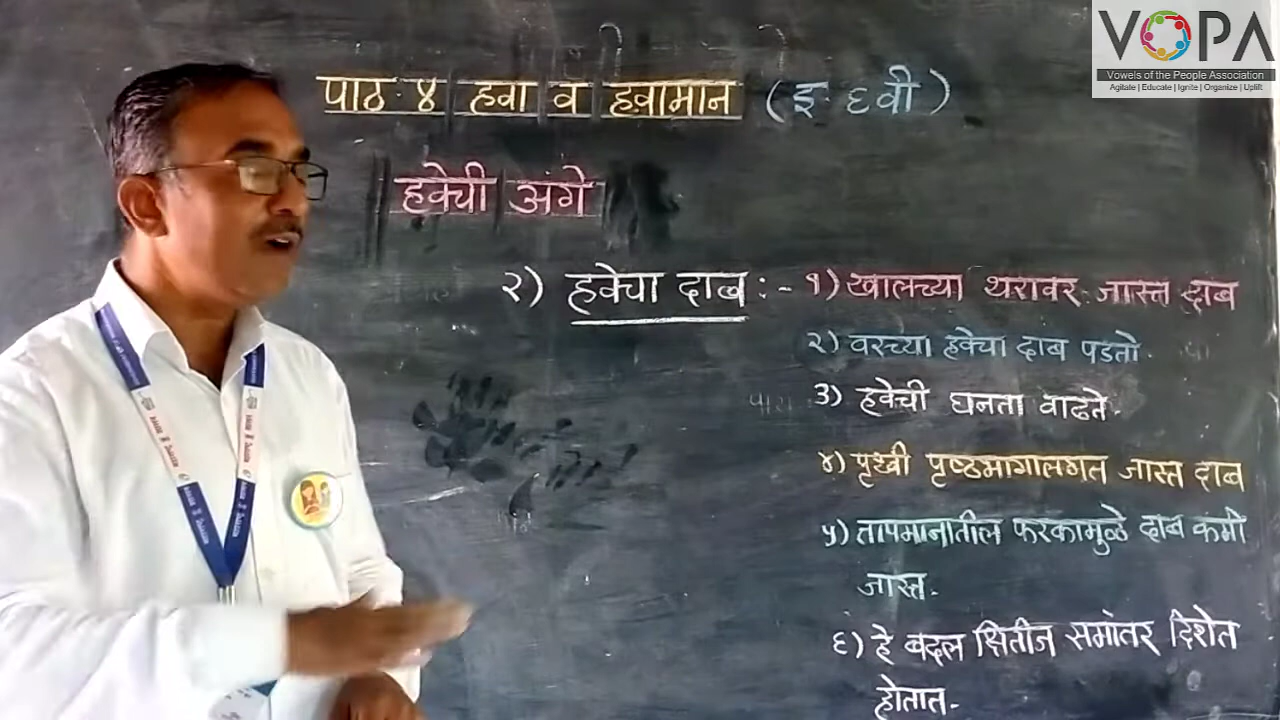 VOPA
Vowels of the People Association
Agitate | Educate | Ignite | Organize | Uplift
पाठ ४ हवा व हवामान (इ. ६वी)
हवेची अंगे
२) हवेचा दाब :- १) खालच्या थरावर जास्त दाब
२) वरच्या हवेचा दाब पडतो.
३) हवेची घनता वाढते.
४) पृथ्वी पृष्ठभागालगत जास्त दाब
५) तापमानातील फरकामुळे दाब कमी
जास्त.
६) हे बदल क्षितीज समांतर दिशेत
होतात.